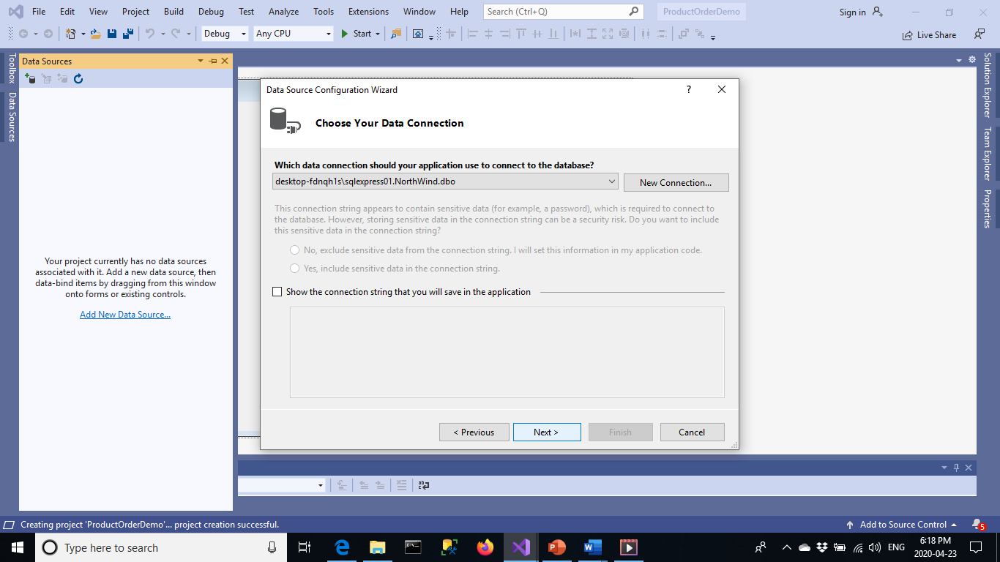 File Edit View Project Build Debug Test Analyze Tools Extensions Window Help Search (Ctrl+Q) ProductOrderDemo Sign in
Debug Any CPU Start Live Share
Toolbox
Data Sources
Data Sources
Your project currently has no data sources
associated with it. Add a new data source, then
data-bind items by dragging from this window
onto forms or existing controls.
Add New Data Source...
Data Source Configuration Wizard ?
Choose Your Data Connection
Which data connection should your application use to connect to the database?
desktop-fdnqh1s\sqlexpress01.NorthWind.dbo New Connection...
This connection string appears to contain sensitive data (for example, a password), which is required to connect to
the database. However, storing sensitive data in the connection string can be a security risk. Do you want to include
this sensitive data in the connection string?
No, exclude sensitive data from the connection string. I will set this information in my application code.
Yes, include sensitive data in the connection string.
Show the connection string that you will save in the application
< Previous Next > Finish Cancel
Solution Explorer
Team Explorer
Properties
Creating project 'ProductOrderDemo'... project creation successful. Add to Source Control 5
Type here to search ENG 6:18 PM
2020-04-23